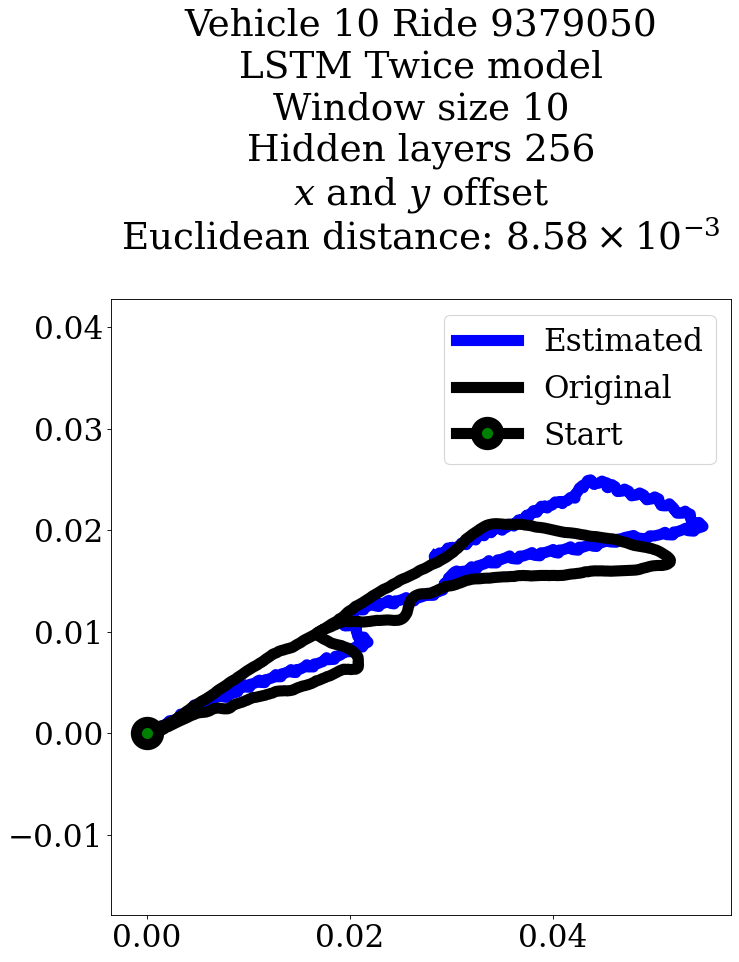 Vehicle 10 Ride 9379050
LSTM Twice model
Window size 10
Hidden layers 256
x and y offset
Euclidean distance: 8.58 × 10⁻³
Estimated
Original
Start
0.04
0.03
0.02
0.01
0.00
−0.01
0.00 0.02 0.04